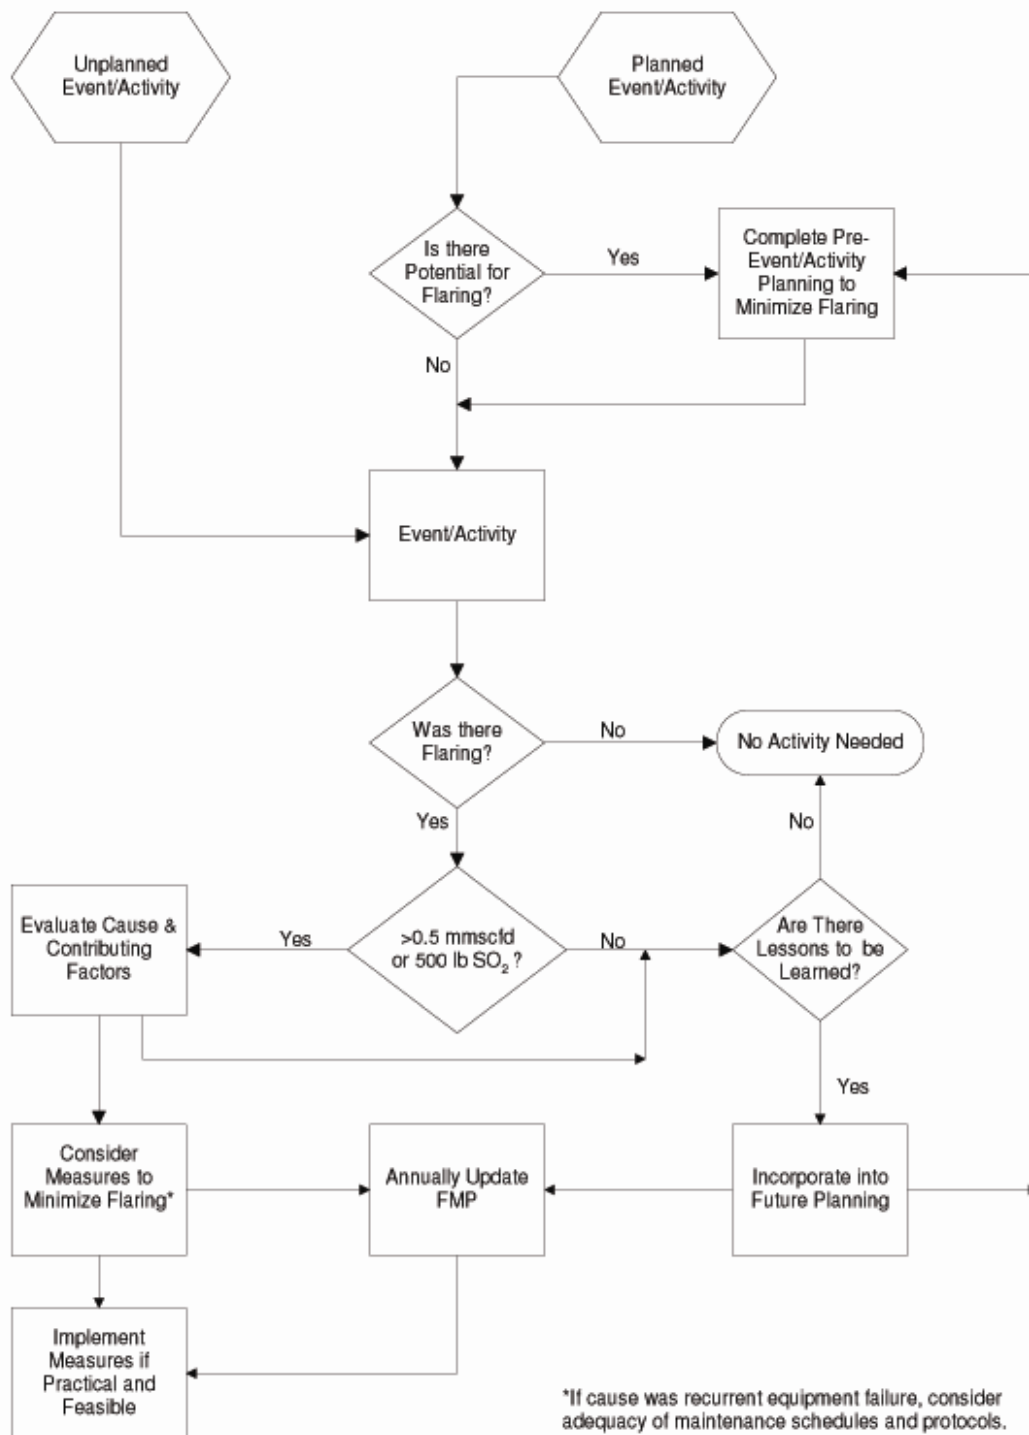 Unplanned
Event/Activity
Planned
Event/Activity
Is there
Potential for
Flaring?
Yes
Complete Pre-
Event/Activity
Planning to
Minimize Flaring
No
Event/Activity
Was there
Flaring?
No
No Activity Needed
Yes
No
Evaluate Cause &
Contributing
Factors
Yes
>0.5 mmscfd
or 500 lb SO₂ ?
No
Are There
Lessons to be
Learned?
Yes
Consider
Measures to
Minimize Flaring*
Annually Update
FMP
Incorporate into
Future Planning
Implement
Measures if
Practical and
Feasible
*If cause was recurrent equipment failure, consider
adequacy of maintenance schedules and protocols.